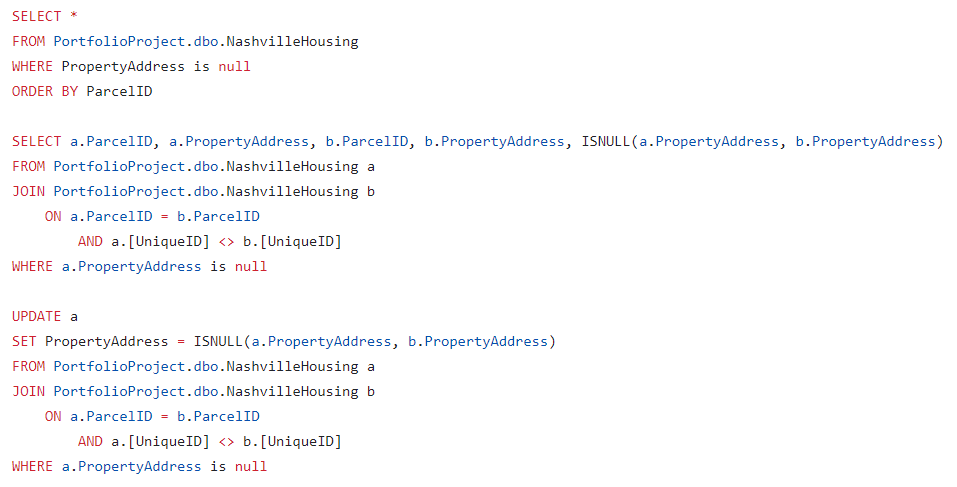 SELECT *
FROM PortfolioProject.dbo.NashvilleHousing
WHERE PropertyAddress is null
ORDER BY ParcelID
SELECT a.ParcelID, a.PropertyAddress, b.ParcelID, b.PropertyAddress, ISNULL(a.PropertyAddress, b.PropertyAddress)
FROM PortfolioProject.dbo.NashvilleHousing a
JOIN PortfolioProject.dbo.NashvilleHousing b
ON a.ParcelID = b.ParcelID
AND a.[UniqueID] <> b.[UniqueID]
WHERE a.PropertyAddress is null
UPDATE a
SET PropertyAddress = ISNULL(a.PropertyAddress, b.PropertyAddress)
FROM PortfolioProject.dbo.NashvilleHousing a
JOIN PortfolioProject.dbo.NashvilleHousing b
ON a.ParcelID = b.ParcelID
AND a.[UniqueID] <> b.[UniqueID]
WHERE a.PropertyAddress is null